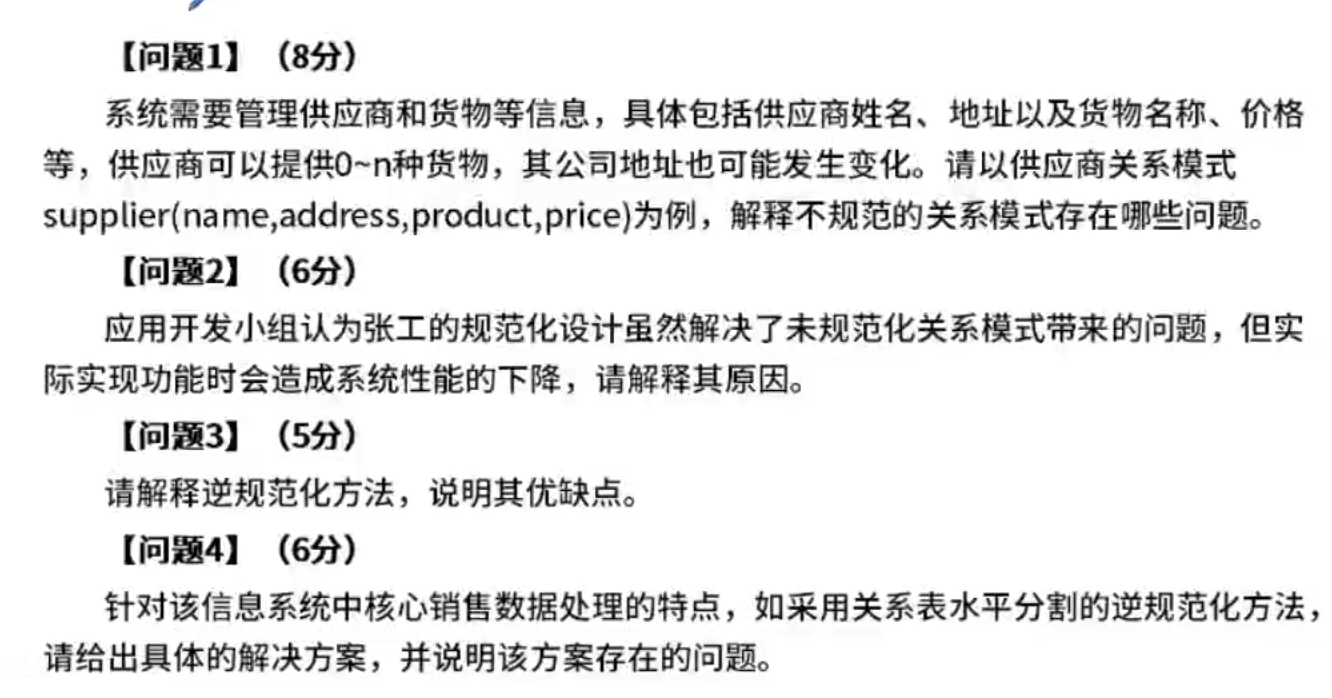 【问题1】（8分）
系统需要管理供应商和货物等信息，具体包括供应商姓名、地址以及货物名称、价格
等，供应商可以提供0~n种货物，其公司地址也可能发生变化。请以供应商关系模式
supplier(name,address,product,price)为例，解释不规范的关系模式存在哪些问题。
【问题2】（6分）
应用开发小组认为张工的规范化设计虽然解决了未规范化关系模式带来的问题，但实
际实现功能时会造成系统性能的下降，请解释其原因。
【问题3】（5分）
请解释逆规范化方法，说明其优缺点。
【问题4】（6分）
针对该信息系统中核心销售数据处理的特点，如采用关系表水平分割的逆规范化方法，
请给出具体的解决方案，并说明该方案存在的问题。